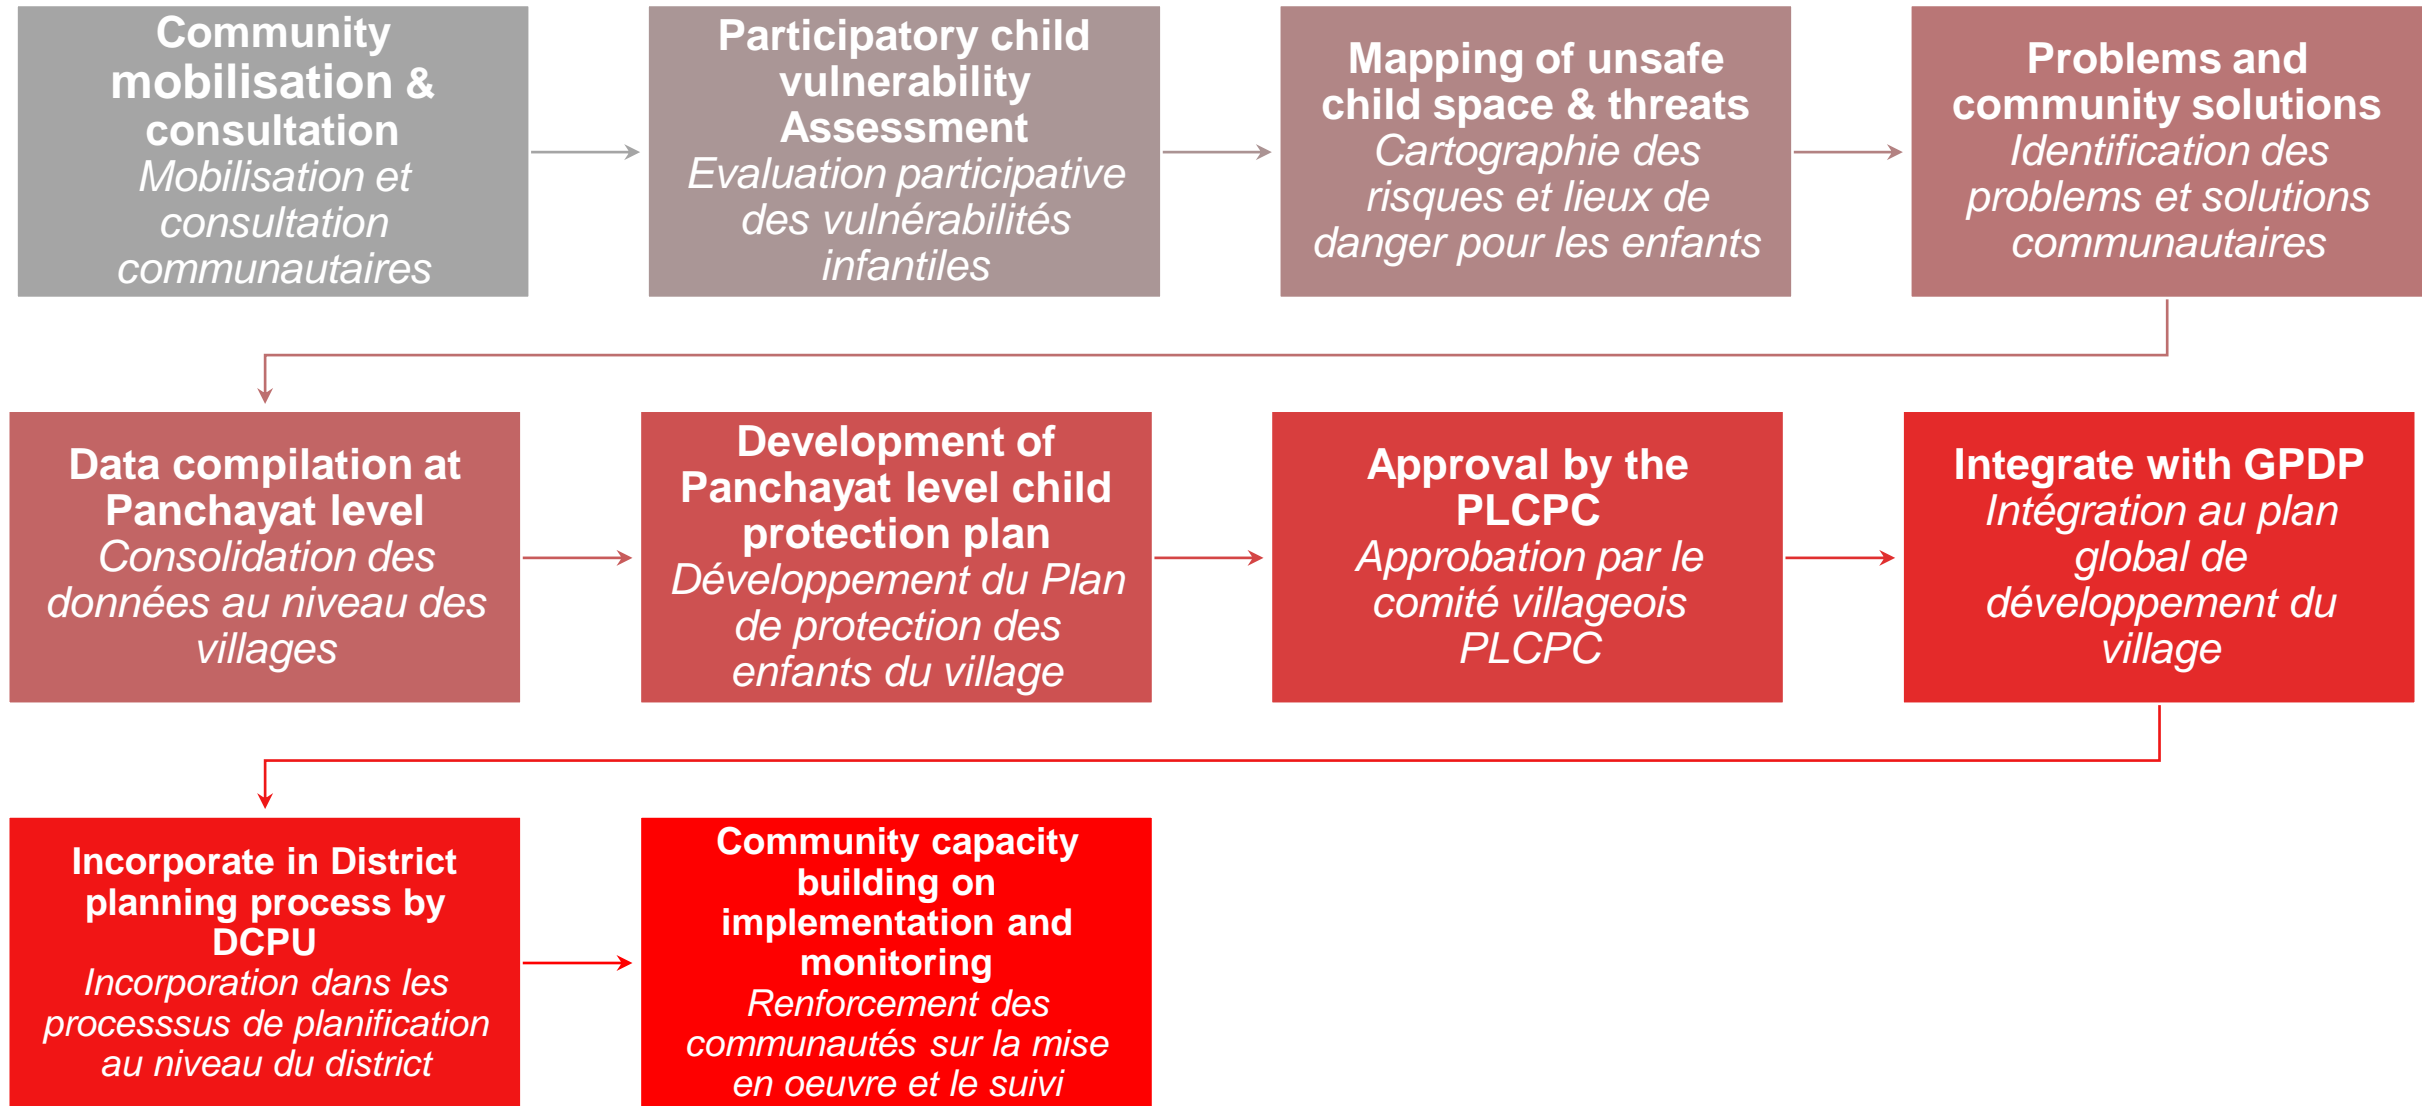 Community
mobilisation &
consultation
Mobilisation et
consultation
communautaires
Participatory child
vulnerability
Assessment
Evaluation participative
des vulnérabilités
infantiles
Mapping of unsafe
child space & threats
Cartographie des
risques et lieux de
danger pour les enfants
Problems and
community solutions
Identification des
problems et solutions
communautaires
Data compilation at
Panchayat level
Consolidation des
données au niveau des
villages
Development of
Panchayat level child
protection plan
Développement du Plan
de protection des
enfants du village
Approval by the
PLCPC
Approbation par le
comité villageois
PLCPC
Integrate with GPDP
Intégration au plan
global de
développement du
village
Incorporate in District
planning process by
DCPU
Incorporation dans les
processsus de planification
au niveau du district
Community capacity
building on
implementation and
monitoring
Renforcement des
communautés sur la mise
en oeuvre et le suivi